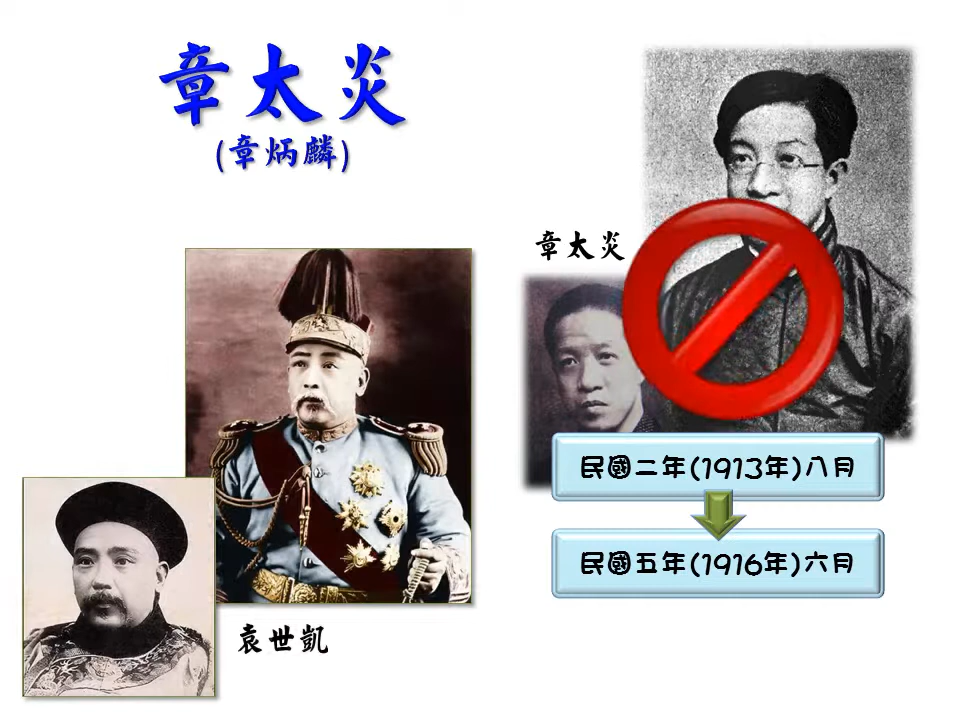 章太炎
(章炳麟)
章太炎
民國二年(1913年)八月
民國五年(1916年)六月
袁世凱